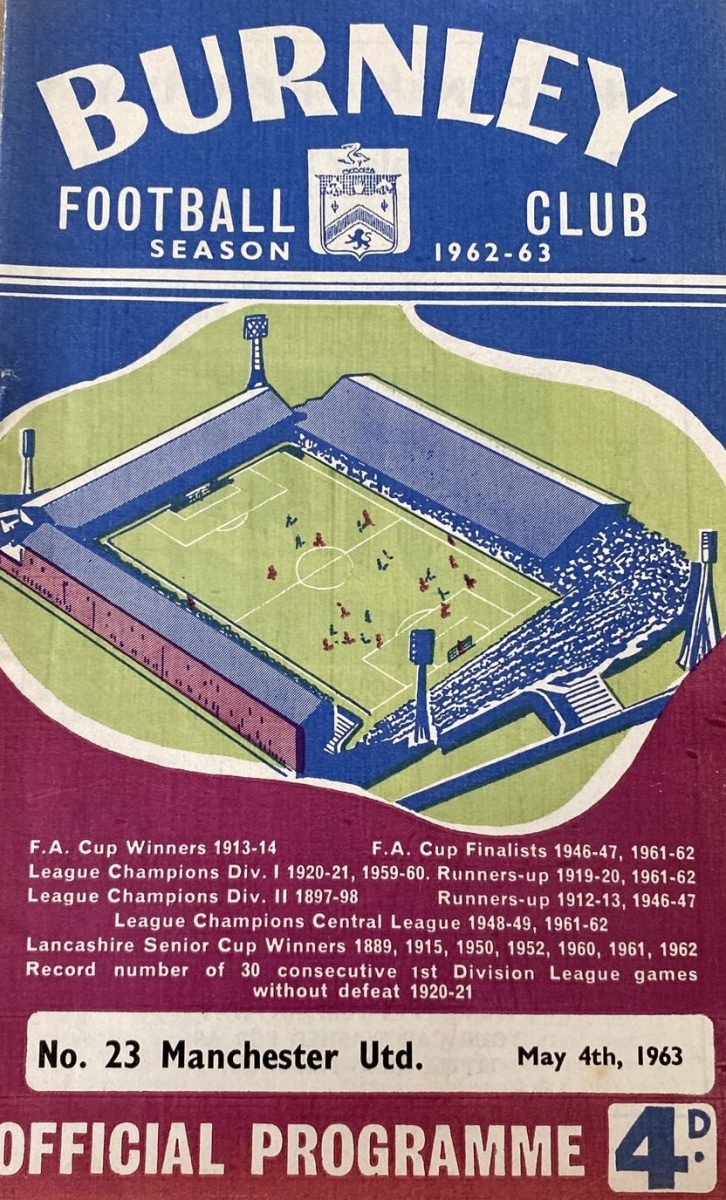 BURNLEY
FOOTBALL CLUB
SEASON 1962-63
F.A. Cup Winners 1913-14 F.A. Cup Finalists 1946-47, 1961-62
League Champions Div. I 1920-21, 1959-60. Runners-up 1919-20, 1961-62
League Champions Div. II 1897-98 Runners-up 1912-13, 1946-47
League Champions Central League 1948-49, 1961-62
Lancashire Senior Cup Winners 1889, 1915, 1950, 1952, 1960, 1961, 1962
Record number of 30 consecutive 1st Division League games
without defeat 1920-21
No. 23 Manchester Utd. May 4th, 1963
OFFICIAL PROGRAMME 4D.